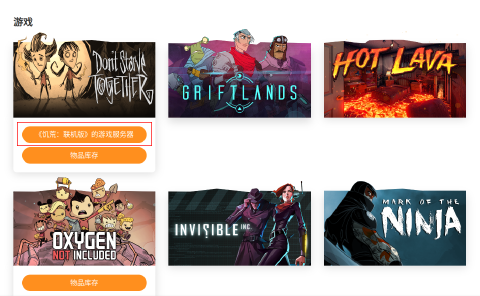 游戏
Don't Starve
TOGETHER
GRIFTLANDS
HOT LAVA
《饥荒：联机版》的游戏服务器
物品库存
OXYGEN
NOT INCLUDED
INVISIBLE INC.
MARK OF THE
NINJA
物品库存